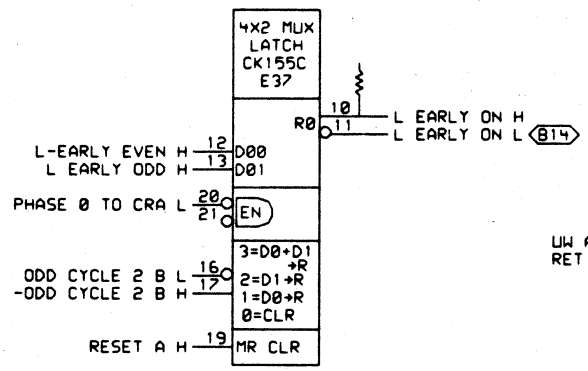 4X2 MUX
LATCH
CK155C
E37
R0 10 L EARLY ON H
11 L EARLY ON L B14
L-EARLY EVEN H 12 D00
L EARLY ODD H 13 D01
PHASE 0 TO CRA L 20
21 EN
UW A
RET
3=D0+D1
→R
ODD CYCLE 2 B L 16 2=D1→R
-ODD CYCLE 2 B H 17 1=D0→R
0=CLR
RESET A H 19 MR CLR